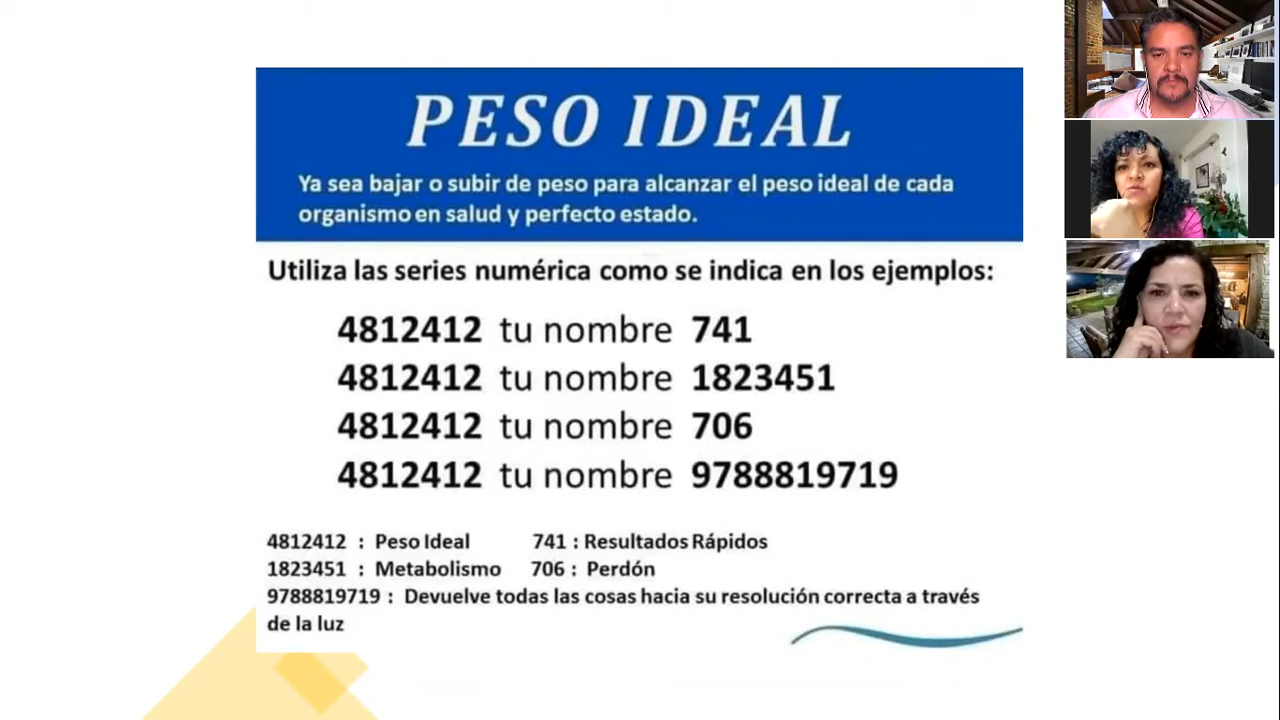 PESO IDEAL
Ya sea bajar o subir de peso para alcanzar el peso ideal de cada
organismo en salud y perfecto estado.
Utiliza las series numérica como se indica en los ejemplos:
4812412 tu nombre 741
4812412 tu nombre 1823451
4812412 tu nombre 706
4812412 tu nombre 9788819719
4812412 : Peso Ideal 741 : Resultados Rápidos
1823451 : Metabolismo 706 : Perdón
9788819719 : Devuelve todas las cosas hacia su resolución correcta a través
de la luz